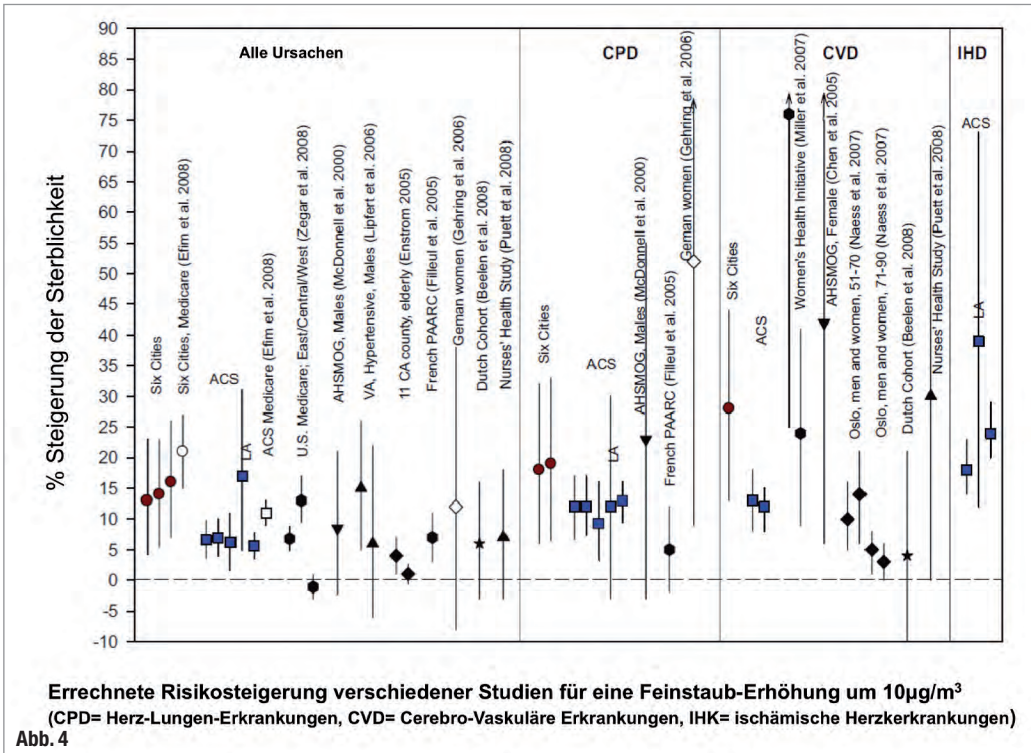 % Steigerung der Sterblichkeit
90
85
80
75
70
65
60
55
50
45
40
35
30
25
20
15
10
5
0
-5
-10
Alle Ursachen
Six Cities
Six Cities, Medicare (Efim et al. 2008)
ACS
LA
ACS Medicare (Efim et al. 2008)
U.S. Medicare; East/Central/West (Zegar et al. 2008)
AHSMOG, Males (McDonnell et al. 2000)
VA, Hypertensive, Males (Lipfert et al. 2006)
11 CA county, elderly (Enstrom 2005)
French PAARC (Filleul et al. 2005)
German women (Gehring et al. 2006)
Dutch Cohort (Beelen et al. 2008)
Nurses' Health Study (Puett et al. 2008)
CPD
Six Cities
ACS
LA
AHSMOG, Males (McDonnell et al. 2000)
French PAARC (Filleul et al. 2005)
German women (Gehring et al. 2006)
CVD
Six Cities
ACS
Women's Health Initiative (Miller et al. 2007)
AHSMOG, Female (Chen et al. 2005)
Oslo, men and women, 51-70 (Naess et al. 2007)
Oslo, men and women, 71-90 (Naess et al. 2007)
Dutch Cohort (Beelen et al. 2008)
Nurses' Health Study (Puett et al. 2008)
IHD
ACS
LA
Errechnete Risikosteigerung verschiedener Studien für eine Feinstaub-Erhöhung um 10µg/m³
(CPD= Herz-Lungen-Erkrankungen, CVD= Cerebro-Vaskuläre Erkrankungen, IHK= ischämische Herzkerkrankungen)
Abb. 4